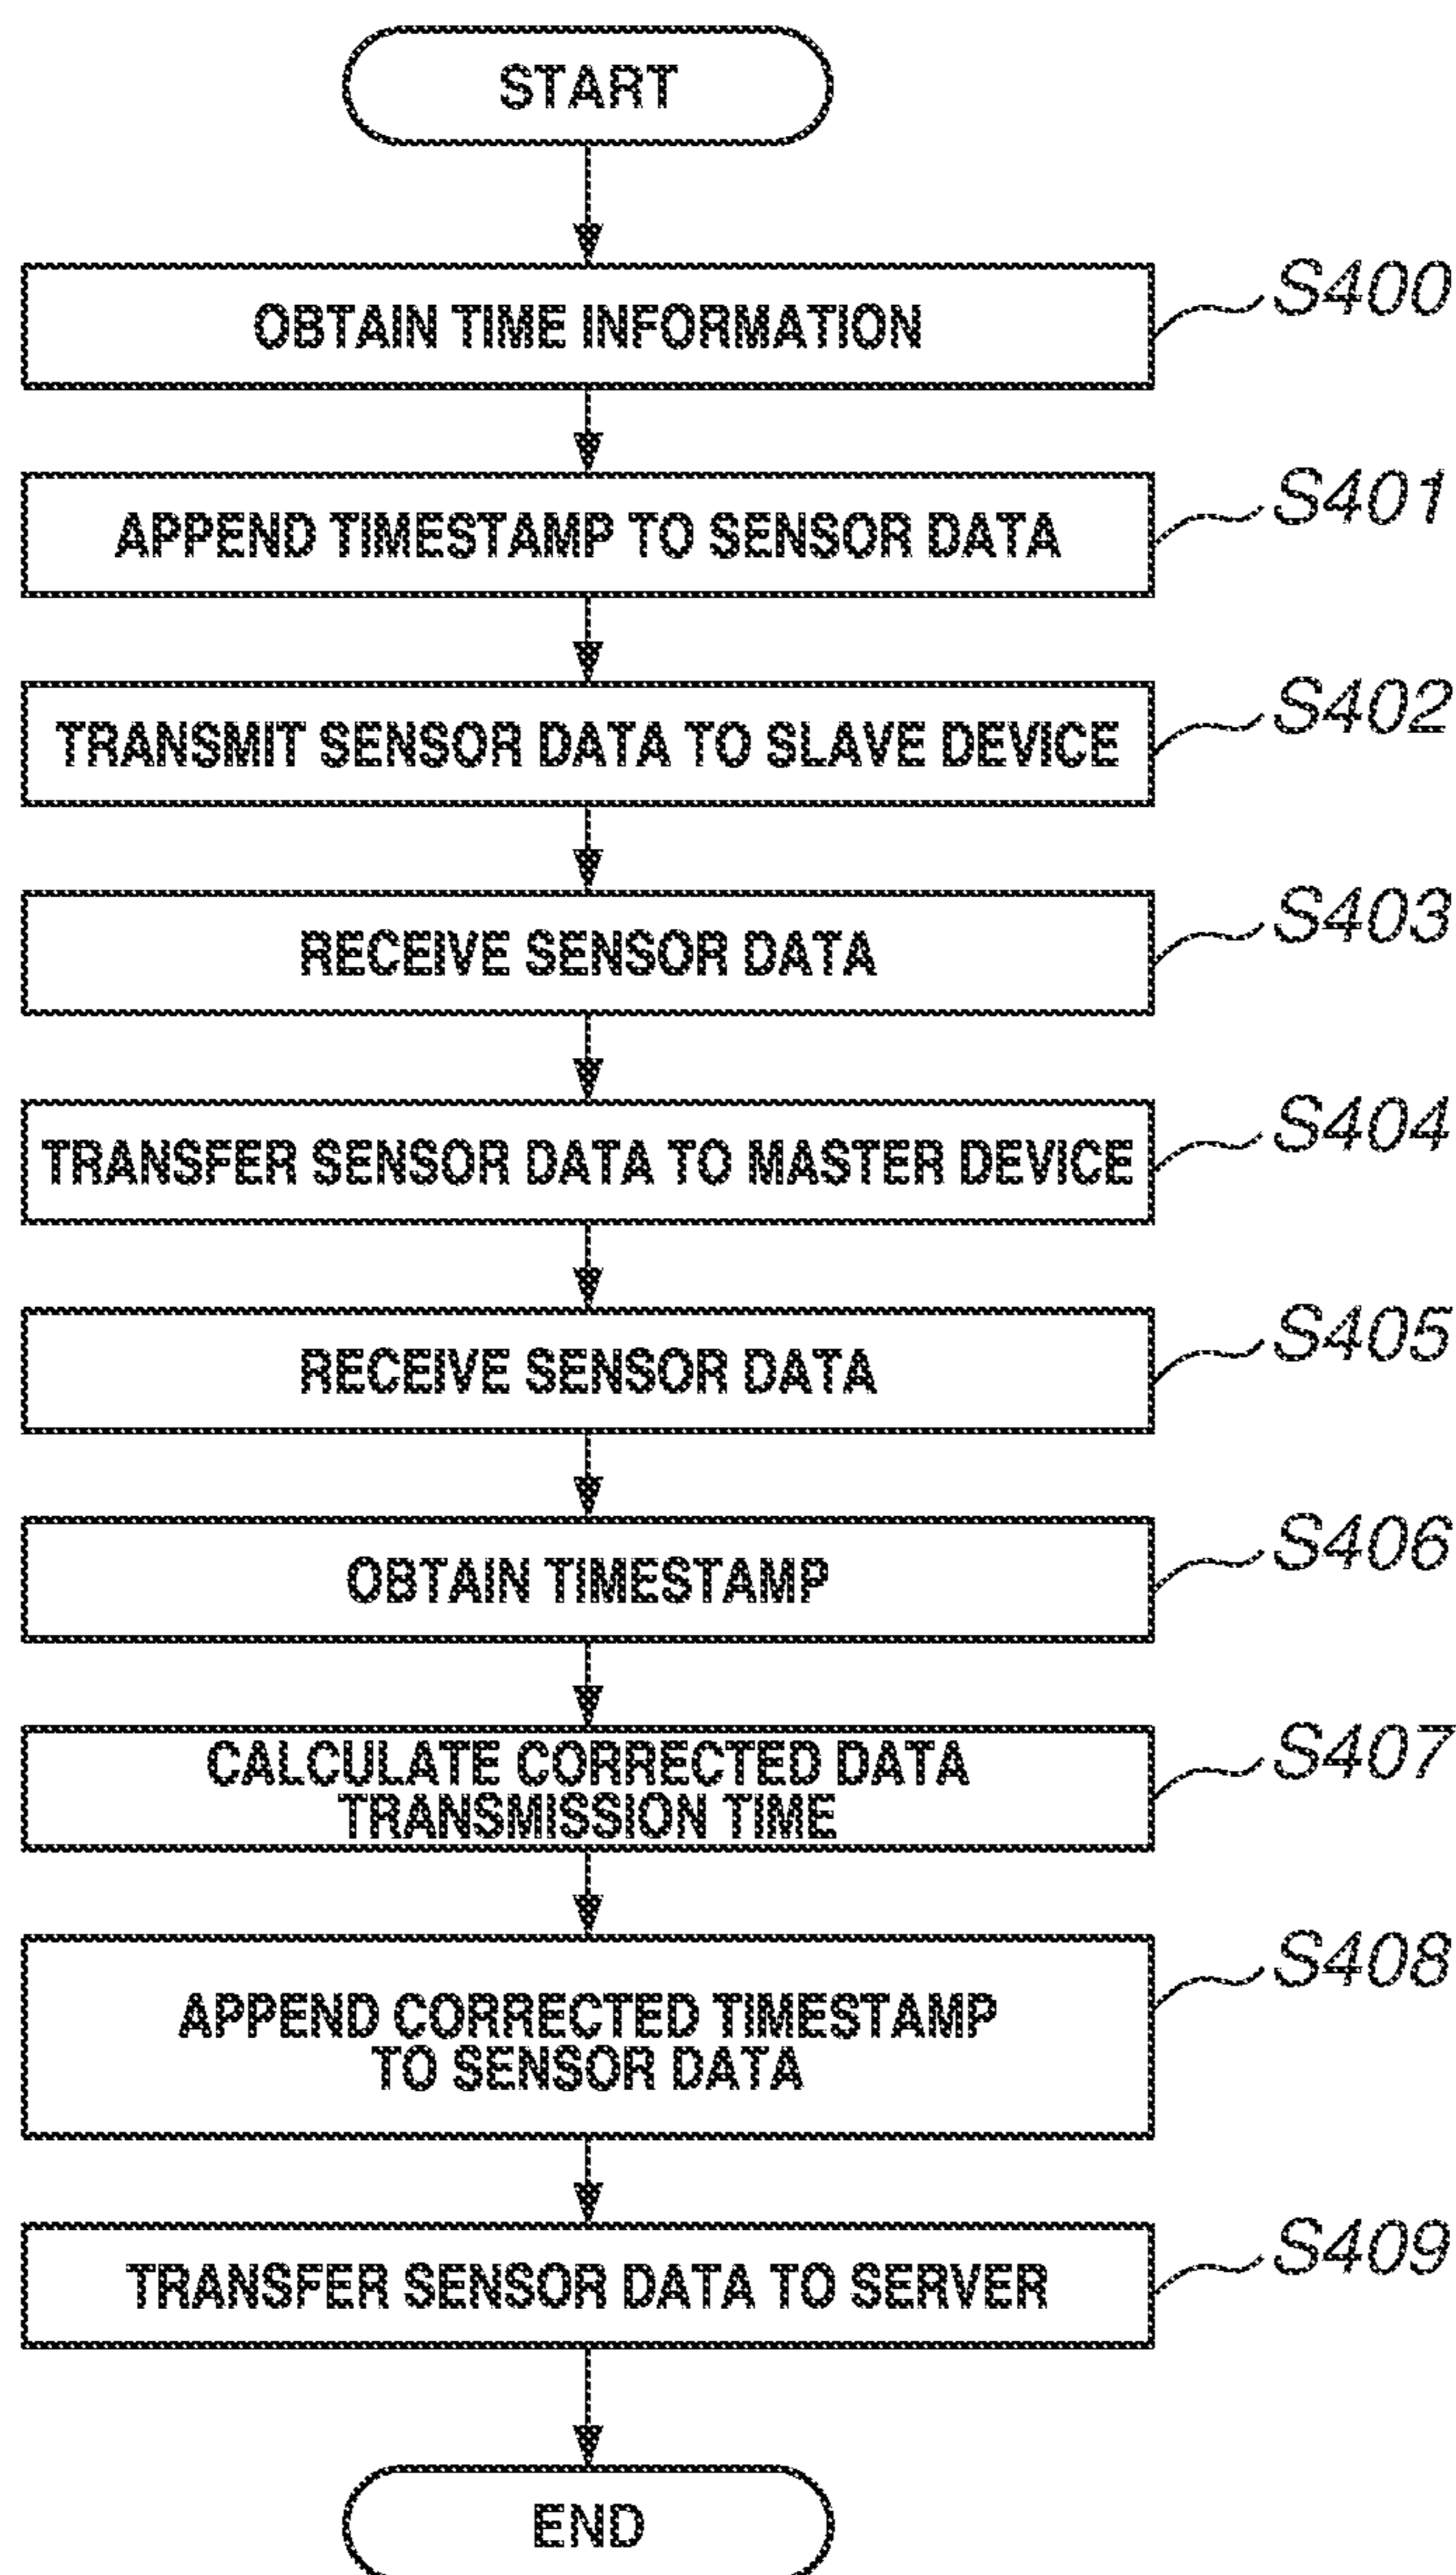 START
OBTAIN TIME INFORMATION
S400
APPEND TIMESTAMP TO SENSOR DATA
S401
TRANSMIT SENSOR DATA TO SLAVE DEVICE
S402
RECEIVE SENSOR DATA
S403
TRANSFER SENSOR DATA TO MASTER DEVICE
S404
RECEIVE SENSOR DATA
S405
OBTAIN TIMESTAMP
S406
CALCULATE CORRECTED DATA
TRANSMISSION TIME
S407
APPEND CORRECTED TIMESTAMP
TO SENSOR DATA
S408
TRANSFER SENSOR DATA TO SERVER
S409
END